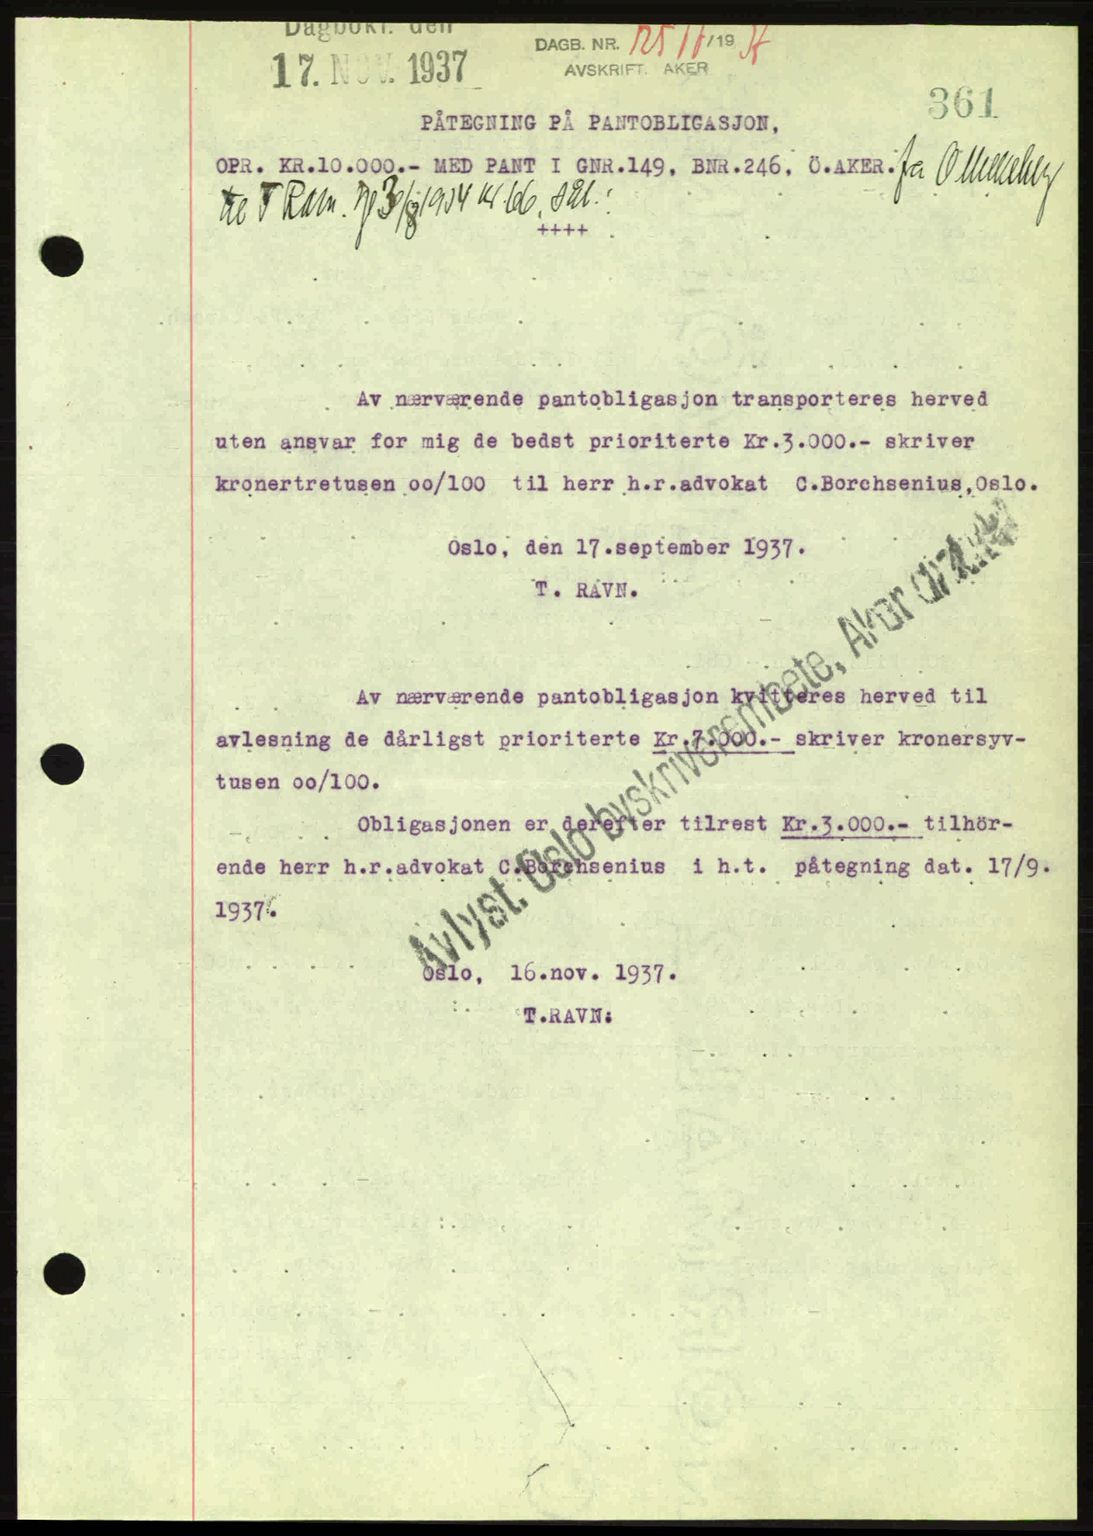 Dagbokf. den
17. NOV. 1937
DAGB. NR. /19
AVSKRIFT. AKER
361
PÅTEGNING PÅ PANTOBLIGASJON,
OPR. KR.10.000.- MED PANT I GNR.149, BNR.246, Ö.AKER. fra
til T Ravn.
++++
Av nærværende pantobligasjon transporteres herved
uten ansvar for mig de bedst prioriterte Kr.3.000.- skriver
kronertretusen oo/100 til herr h.r.advokat C.Borchsenius,Oslo.
Oslo, den 17.september 1937.
T. RAVN.
Av nærværende pantobligasjon kvitteres herved til
avlesning de dårligst prioriterte Kr.7.000.- skriver kronersyv-
tusen oo/100.
Obligasjonen er derefter tilrest Kr.3.000.- tilhör-
ende herr h.r.advokat C.Borchsenius i h.t. påtegning dat. 17/9.
1937.
Avlyst. Oslo byskriverembete, Aker
Oslo, 16.nov. 1937.
T.RAVN: